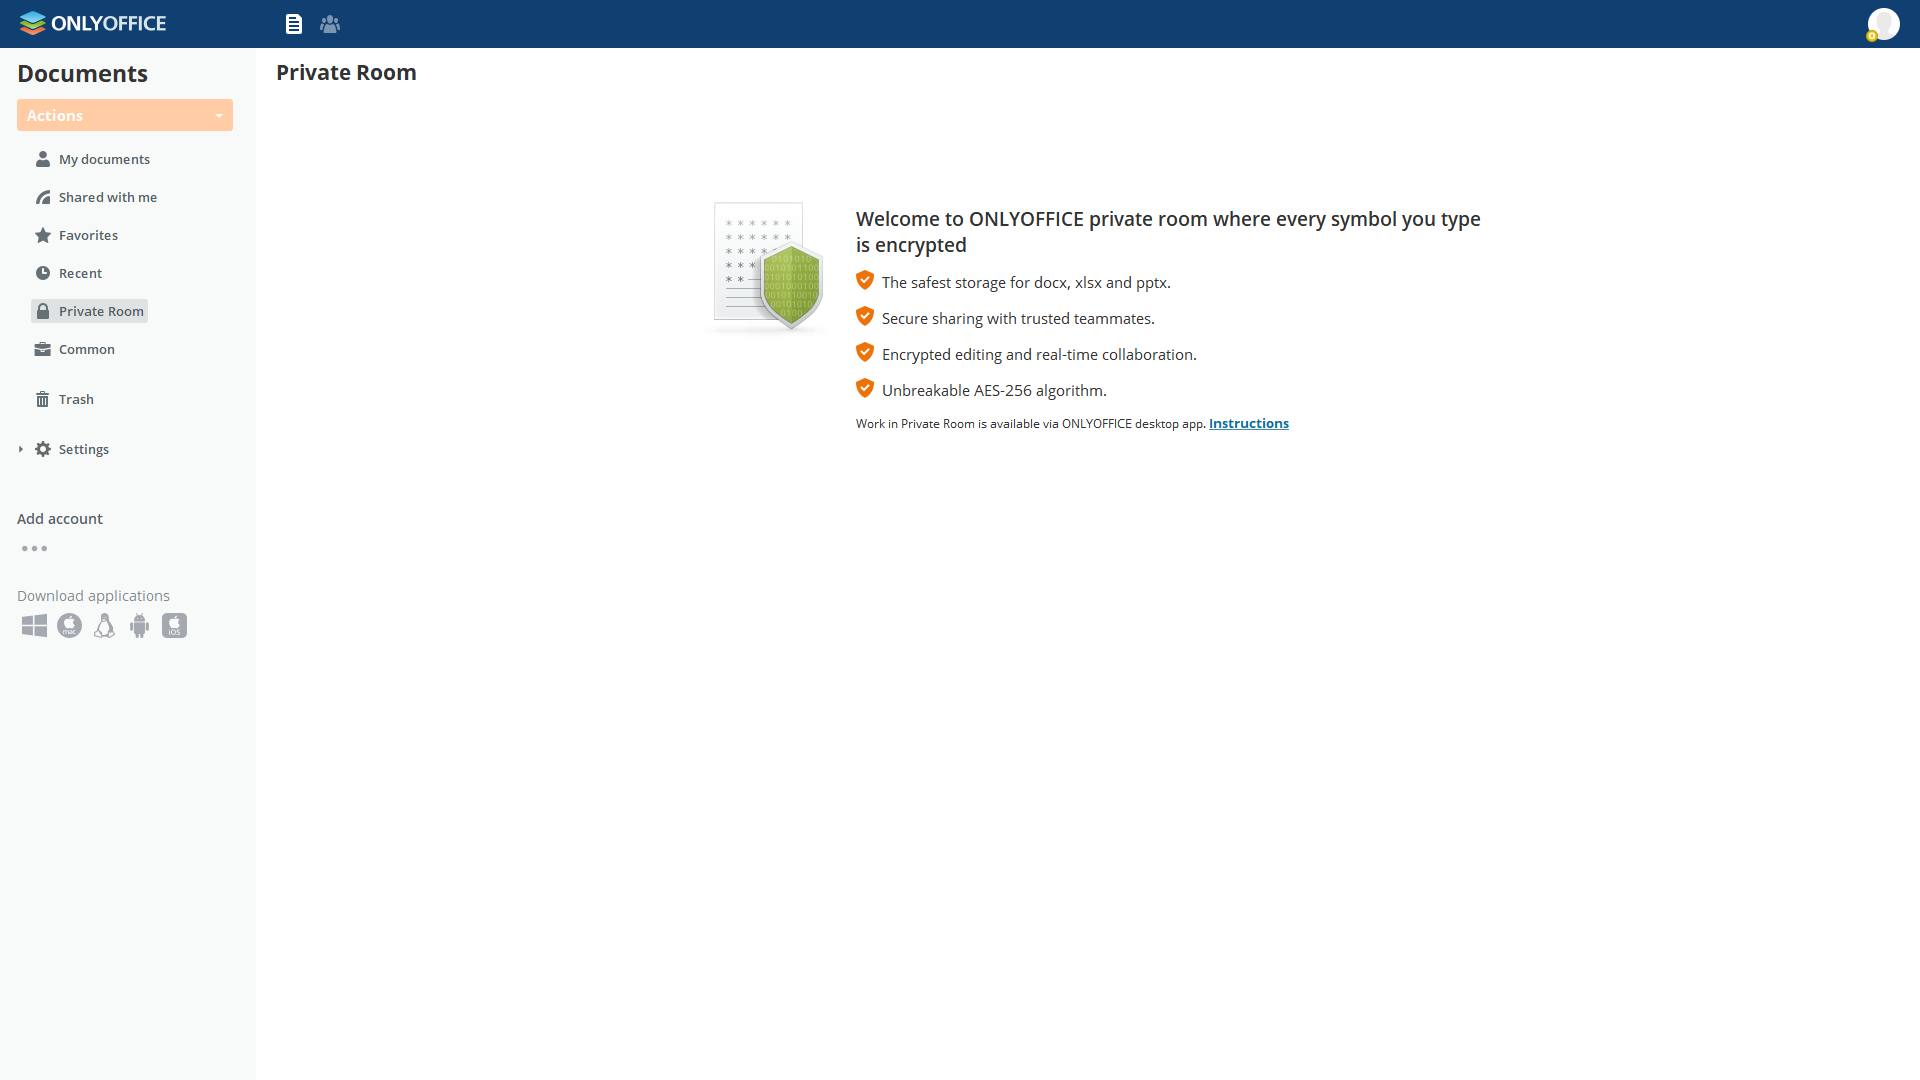 ONLYOFFICE
Documents
Private Room
Actions
My documents
Shared with me
Favorites
Recent
Private Room
Common
Trash
Settings
Add account
Download applications
mac
iOS
Welcome to ONLYOFFICE private room where every symbol you type
is encrypted
The safest storage for docx, xlsx and pptx.
Secure sharing with trusted teammates.
Encrypted editing and real-time collaboration.
Unbreakable AES-256 algorithm.
Work in Private Room is available via ONLYOFFICE desktop app. Instructions